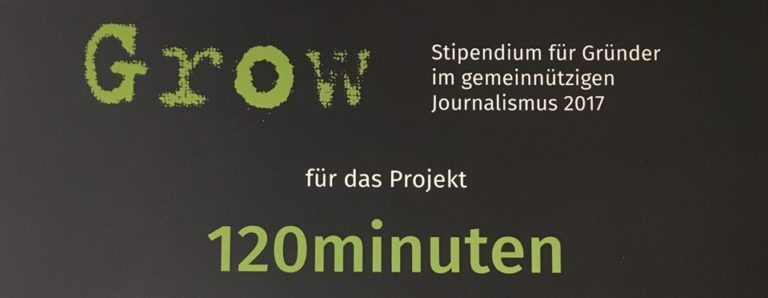 Grow
Stipendium für Gründer
im gemeinnützigen
Journalismus 2017
für das Projekt
120minuten